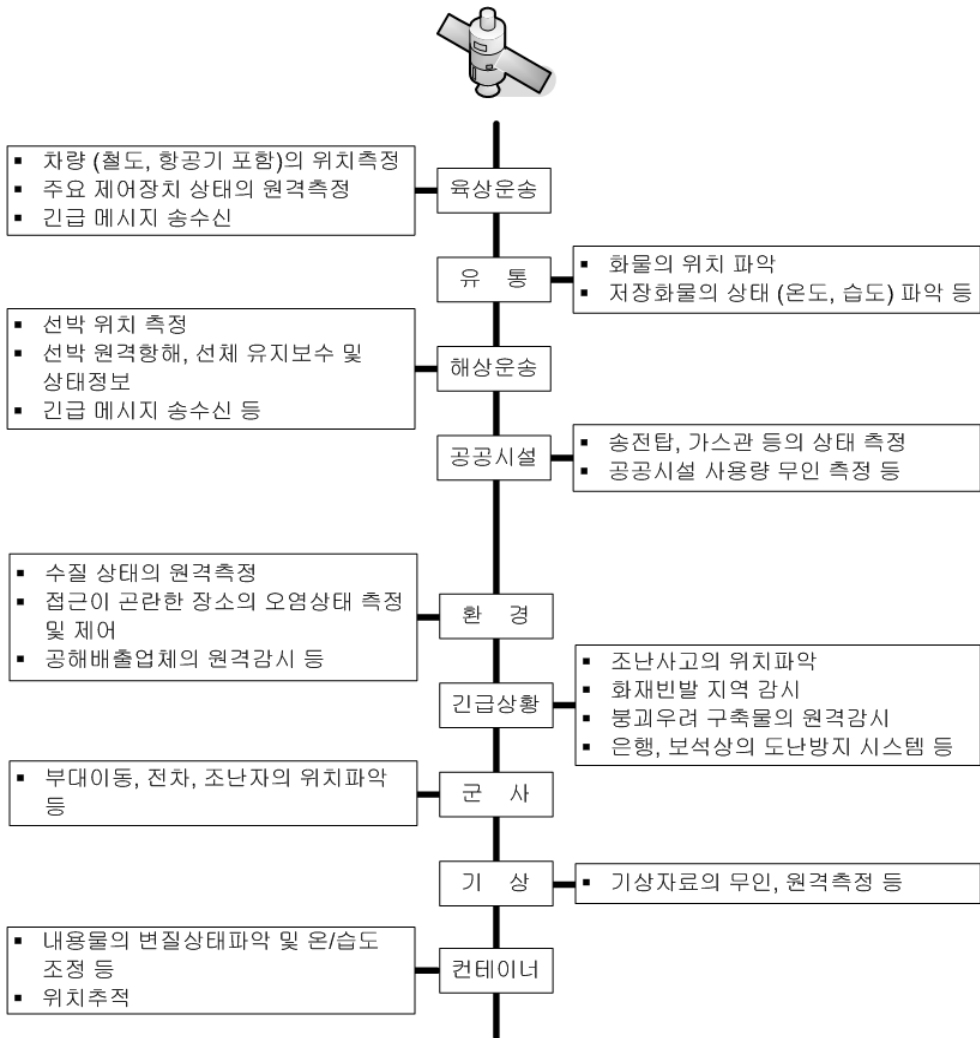 ▪ 차량 (철도, 항공기 포함)의 위치측정
▪ 주요 제어장치 상태의 원격측정
▪ 긴급 메시지 송수신
육상운송
유 통
▪ 화물의 위치 파악
▪ 저장화물의 상태 (온도, 습도) 파악 등
▪ 선박 위치 측정
▪ 선박 원격항해, 선체 유지보수 및
상태정보
▪ 긴급 메시지 송수신 등
해상운송
공공시설
▪ 송전탑, 가스관 등의 상태 측정
▪ 공공시설 사용량 무인 측정 등
▪ 수질 상태의 원격측정
▪ 접근이 곤란한 장소의 오염상태 측정
및 제어
▪ 공해배출업체의 원격감시 등
환 경
긴급상황
▪ 조난사고의 위치파악
▪ 화재빈발 지역 감시
▪ 붕괴우려 구축물의 원격감시
▪ 은행, 보석상의 도난방지 시스템 등
▪ 부대이동, 전차, 조난자의 위치파악
등
군 사
기 상
▪ 기상자료의 무인, 원격측정 등
▪ 내용물의 변질상태파악 및 온/습도
조정 등
▪ 위치추적
컨테이너